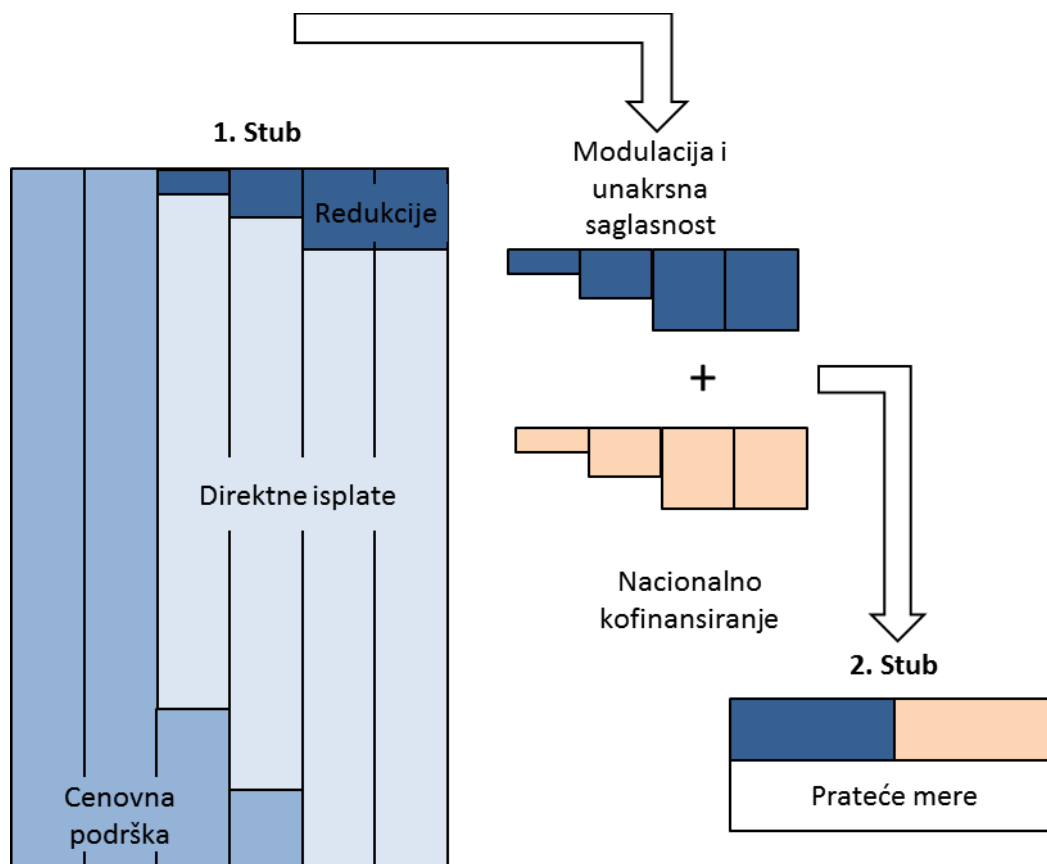 1. Stub
Modulacija i
unakrsna
saglasnost
Redukcije
+
Direktne isplate
Nacionalno
kofinansiranje
2. Stub
Cenovna
podrška
Prateće mere